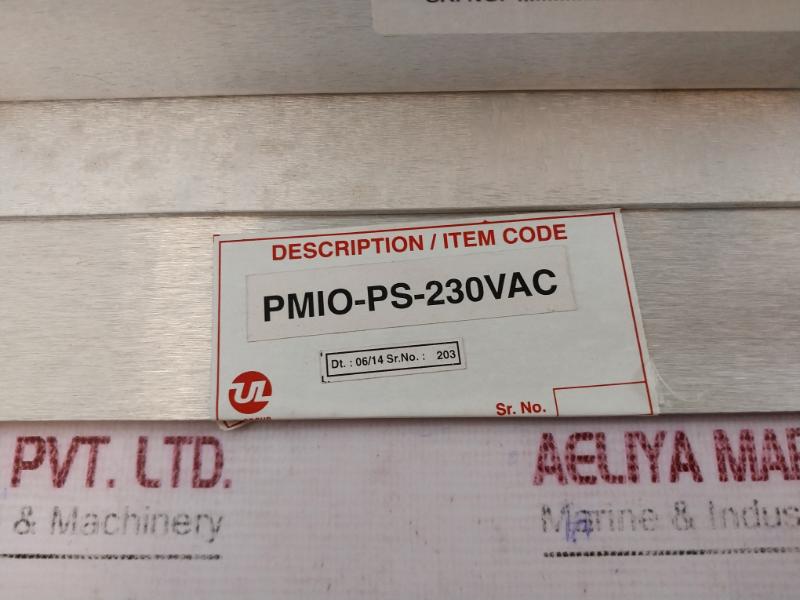 DESCRIPTION / ITEM CODE
PMIO-PS-230VAC
Dt. : 06/14 Sr.No. : 203
UL
Sr. No.
PVT. LTD. AELIYA MAR
& Machinery Marine & Indus